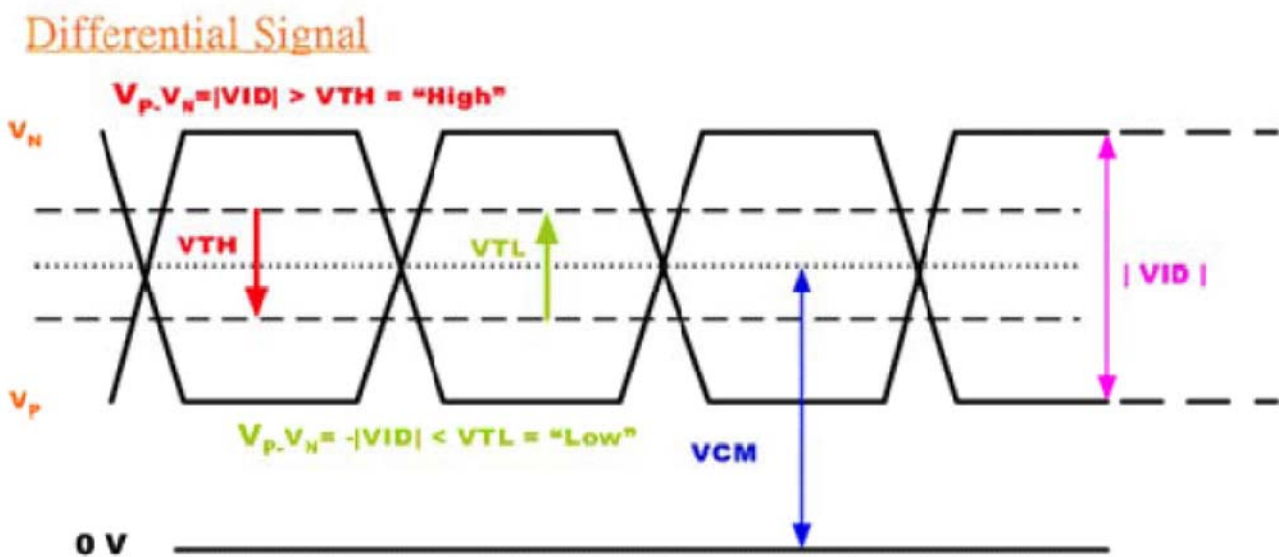 Differential Signal
VP-VN=|VID| > VTH = “High”
VN
VTH
VTL
| VID |
VP
VP-VN= -|VID| < VTL = “Low”
VCM
0 V